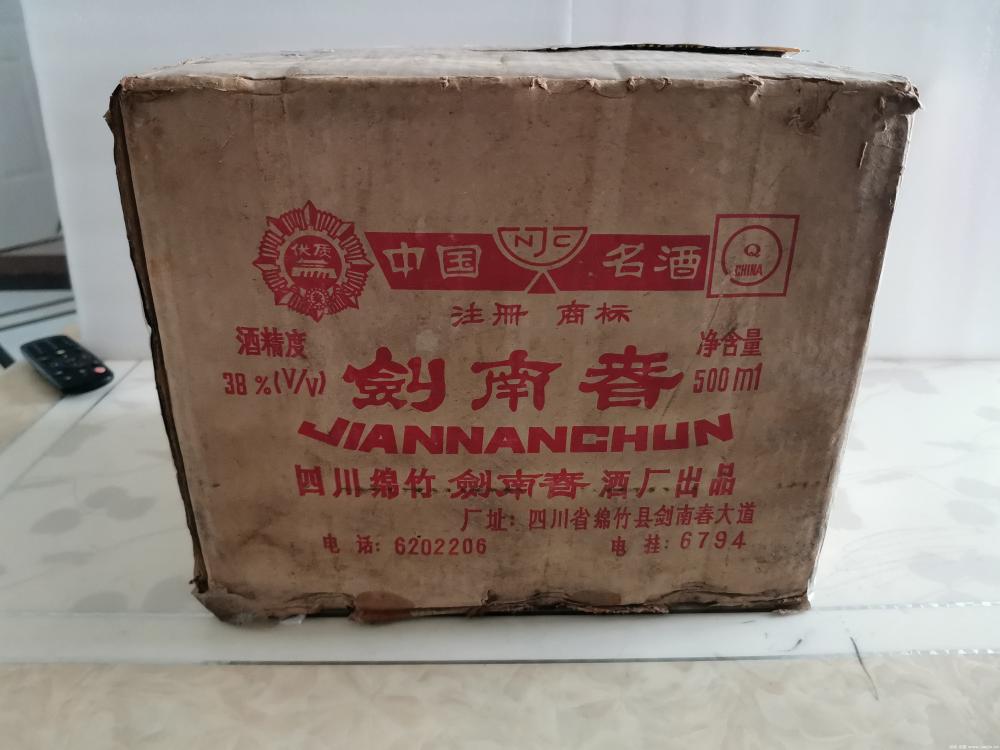 优质
中国 NJC 名酒
Q
CHINA
注册 商标
酒精度
38%(V/V)
净含量
500ml
剑南春
JIANNANCHUN
四川绵竹剑南春酒厂出品
厂址：四川省绵竹县剑南春大道
电 话：6202206 电 挂：6794